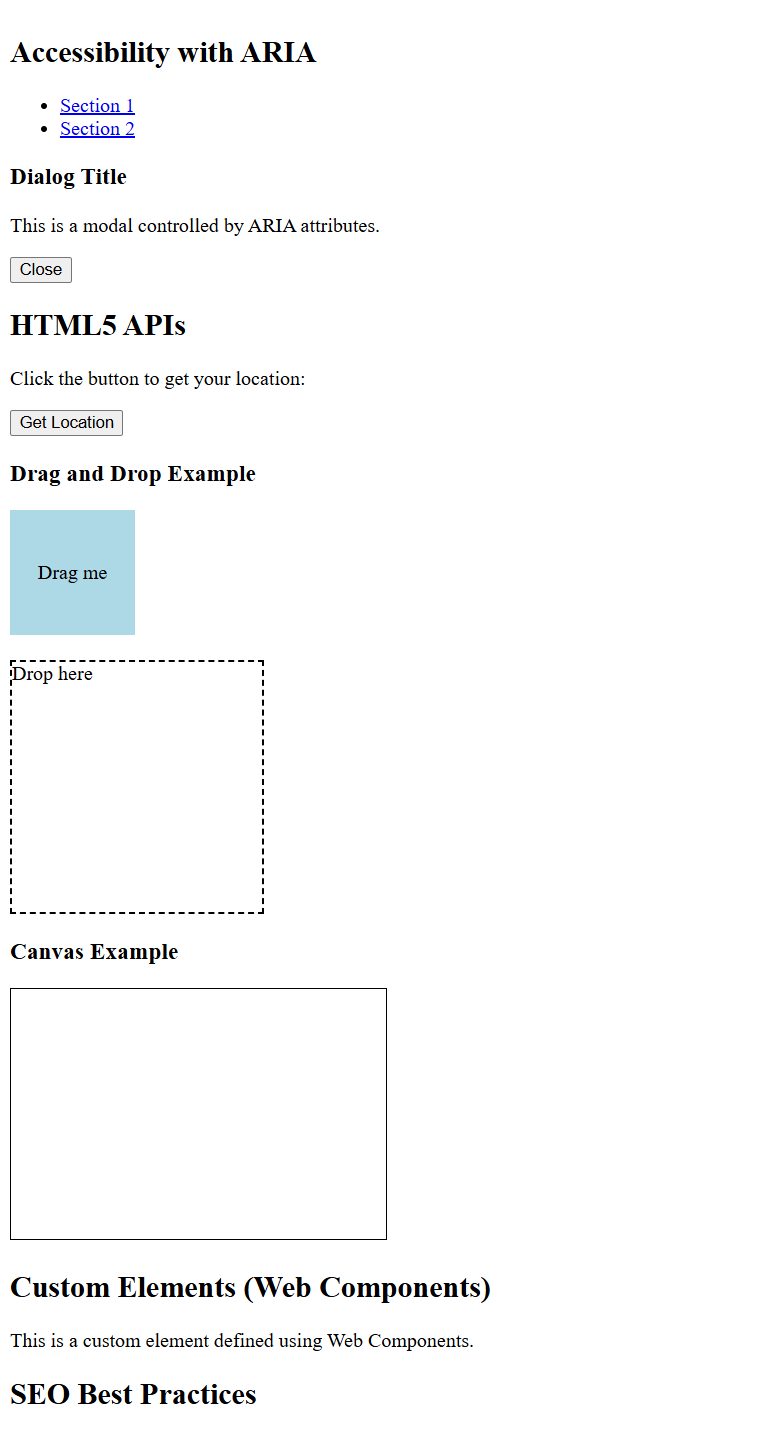 Accessibility with ARIA
Section 1
Section 2
Dialog Title
This is a modal controlled by ARIA attributes.
Close
HTML5 APIs
Click the button to get your location:
Get Location
Drag and Drop Example
Drag me
Drop here
Canvas Example
Custom Elements (Web Components)
This is a custom element defined using Web Components.
SEO Best Practices